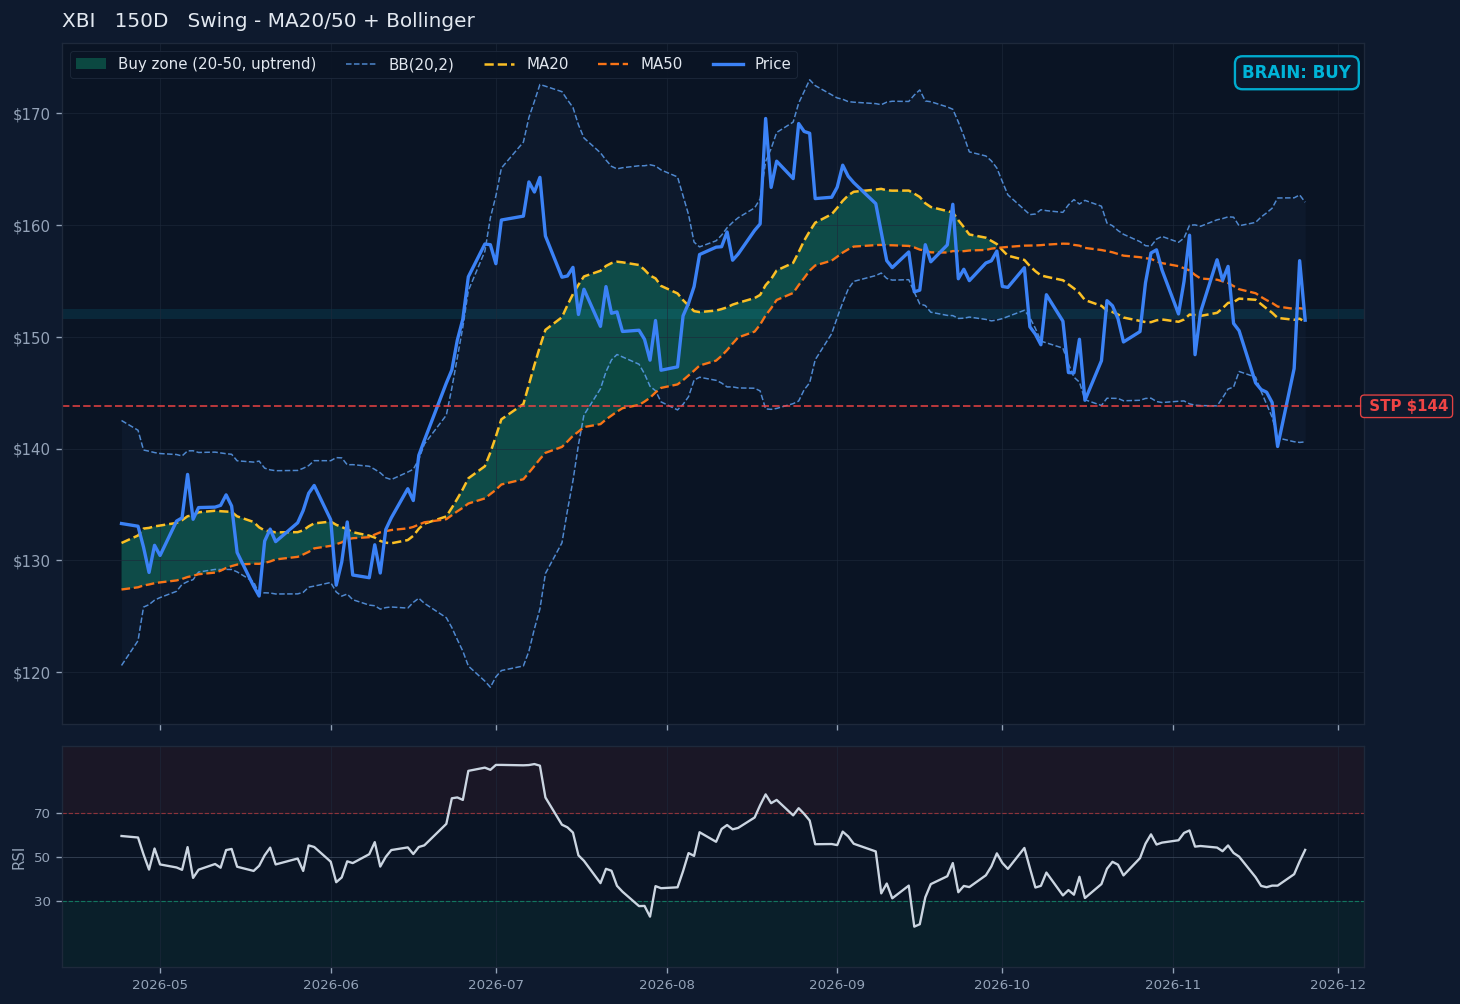 XBI   150D   Swing - MA20/50 + Bollinger
Buy zone (20-50, uptrend)   BB(20,2)   MA20   MA50   Price
BRAIN: BUY
$170
$160
$150
$140
$130
$120
STP $144
RSI
70
50
30
2026-05   2026-06   2026-07   2026-08   2026-09   2026-10   2026-11   2026-12